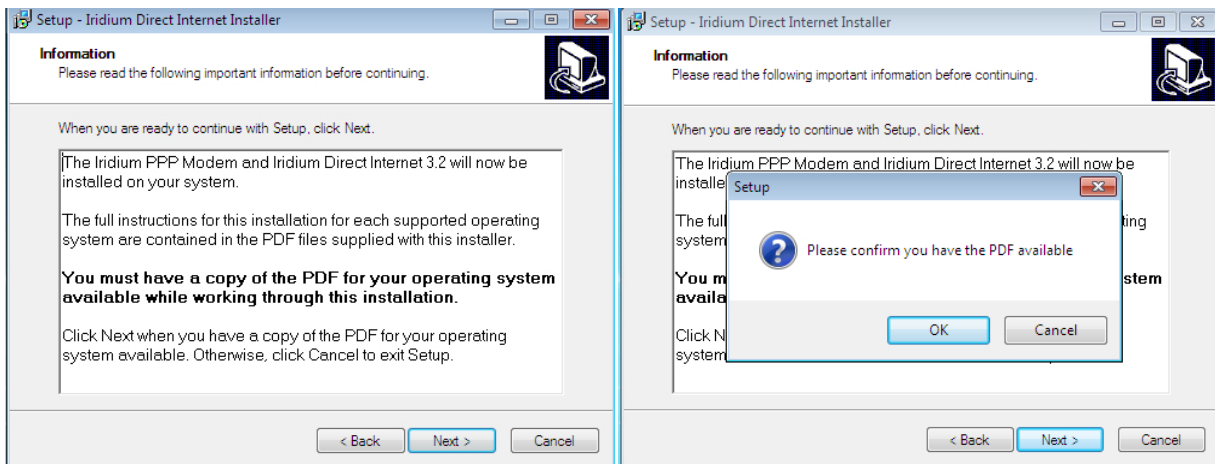 Setup - Iridium Direct Internet Installer
Information
Please read the following important information before continuing.
When you are ready to continue with Setup, click Next.
The Iridium PPP Modem and Iridium Direct Internet 3.2 will now be
installed on your system.
The full instructions for this installation for each supported operating
system are contained in the PDF files supplied with this installer.
You must have a copy of the PDF for your operating system
available while working through this installation.
Click Next when you have a copy of the PDF for your operating
system available. Otherwise, click Cancel to exit Setup.
< Back
Next >
Cancel
Setup - Iridium Direct Internet Installer
Information
Please read the following important information before continuing.
When you are ready to continue with Setup, click Next.
The Iridium PPP Modem and Iridium Direct Internet 3.2 will now be
installe
Setup
The full
ting
system
Please confirm you have the PDF available
You m
stem
availa
Click N
OK
Cancel
system
< Back
Next >
Cancel